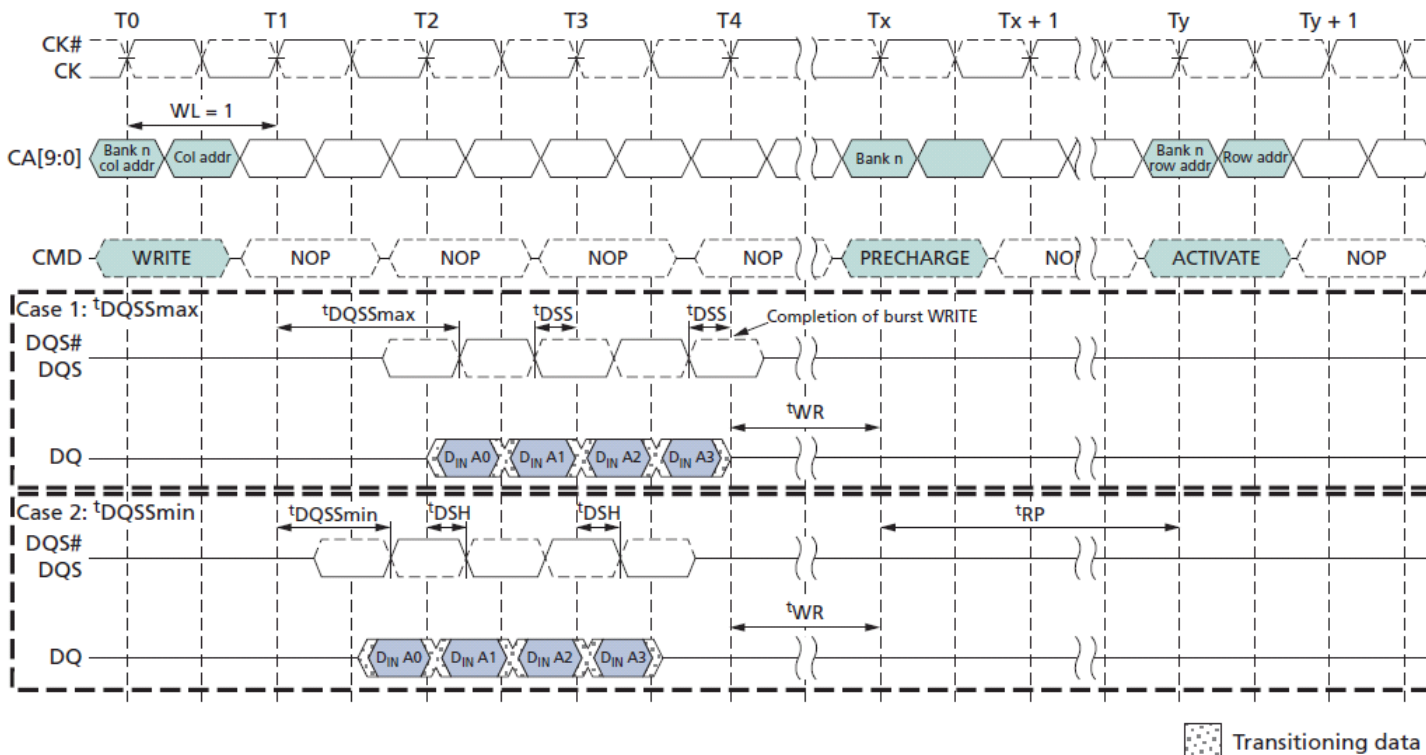 T0 T1 T2 T3 T4 Tx Tx + 1 Ty Ty + 1
CK#
CK
WL = 1
CA[9:0] Bank n col addr Col addr Bank n Bank n row addr Row addr
CMD WRITE NOP NOP NOP NOP PRECHARGE NOP ACTIVATE NOP
Case 1: tDQSSmax
tDQSSmax tDSS tDSS Completion of burst WRITE
DQS#
DQS
tWR
DQ DIN A0 DIN A1 DIN A2 DIN A3
Case 2: tDQSSmin
tDQSSmin tDSH tDSH tRP
DQS#
DQS
tWR
DQ DIN A0 DIN A1 DIN A2 DIN A3
Transitioning data